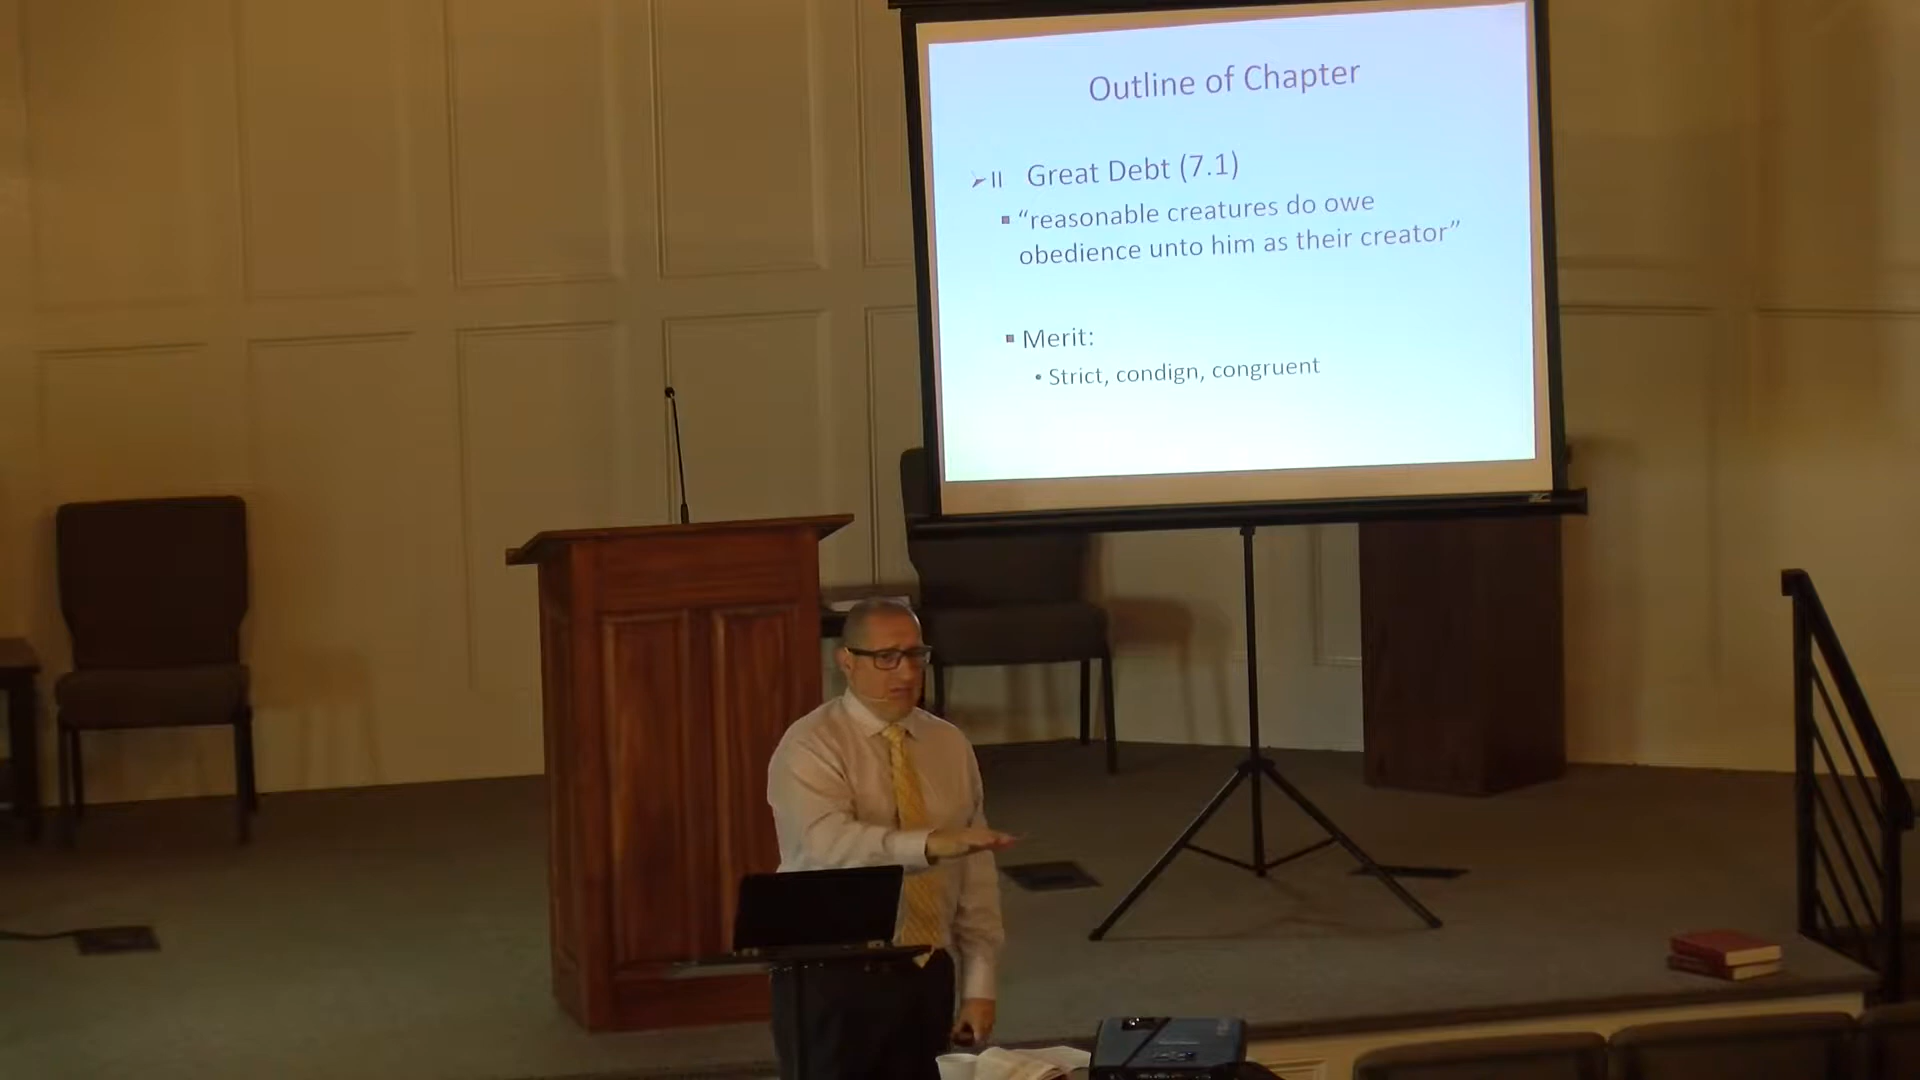 Outline of Chapter
➢II Great Debt (7.1)
▪ “reasonable creatures do owe
obedience unto him as their creator”
▪ Merit:
• Strict, condign, congruent